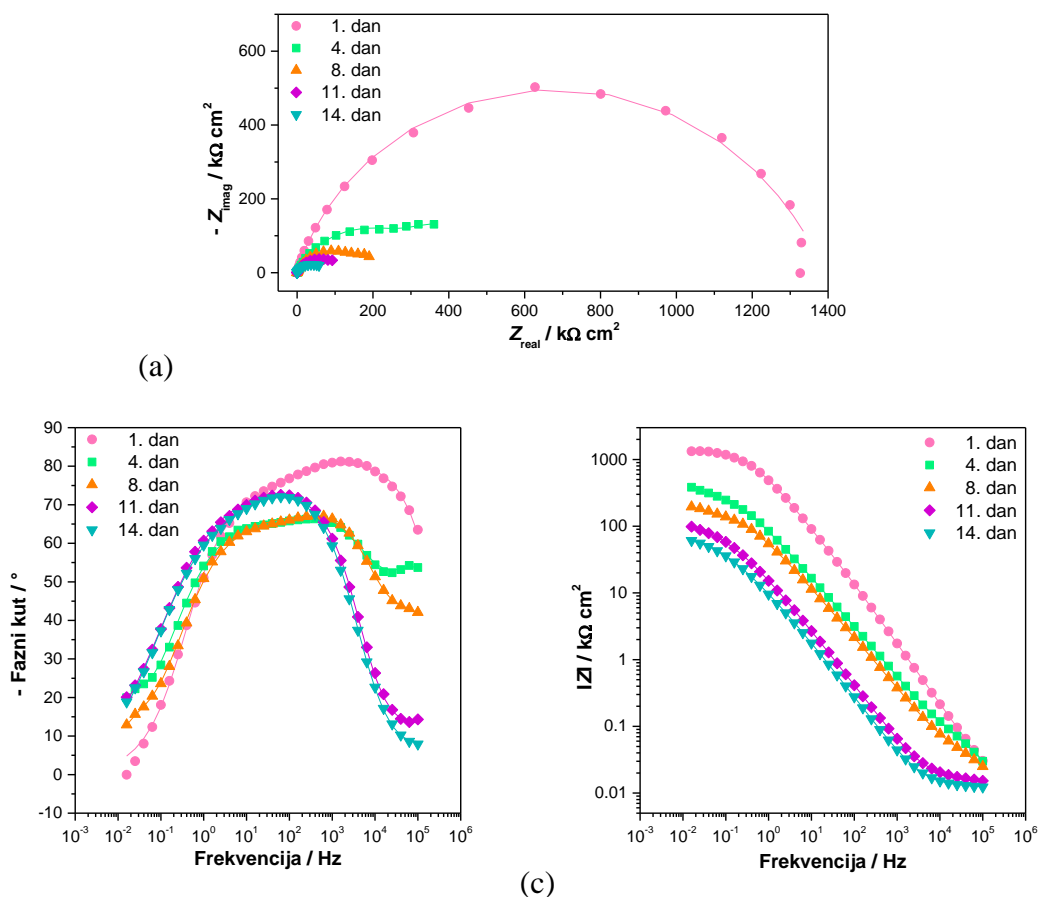 1. dan
4. dan
8. dan
11. dan
14. dan
600
400
200
0
- Z_imag / kΩ cm²
0 200 400 600 800 1000 1200 1400
Z_real / kΩ cm²
(a)
90
80
70
60
50
40
30
20
10
0
-10
- Fazni kut / °
1. dan
4. dan
8. dan
11. dan
14. dan
10⁻³ 10⁻² 10⁻¹ 10⁰ 10¹ 10² 10³ 10⁴ 10⁵ 10⁶
Frekvencija / Hz
1000
100
10
1
0.1
0.01
|Z| / kΩ cm²
1. dan
4. dan
8. dan
11. dan
14. dan
10⁻³ 10⁻² 10⁻¹ 10⁰ 10¹ 10² 10³ 10⁴ 10⁵ 10⁶
Frekvencija / Hz
(c)